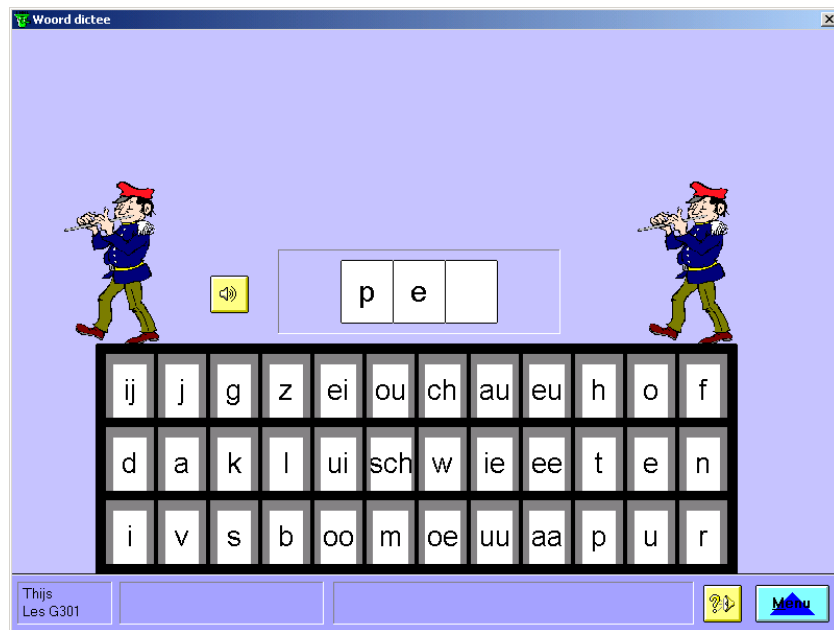 Woord dictee
p e
ij j g z ei ou ch au eu h o f
d a k l ui sch w ie ee t e n
i v s b oo m oe uu aa p u r
Thijs
Les G301
? Menu